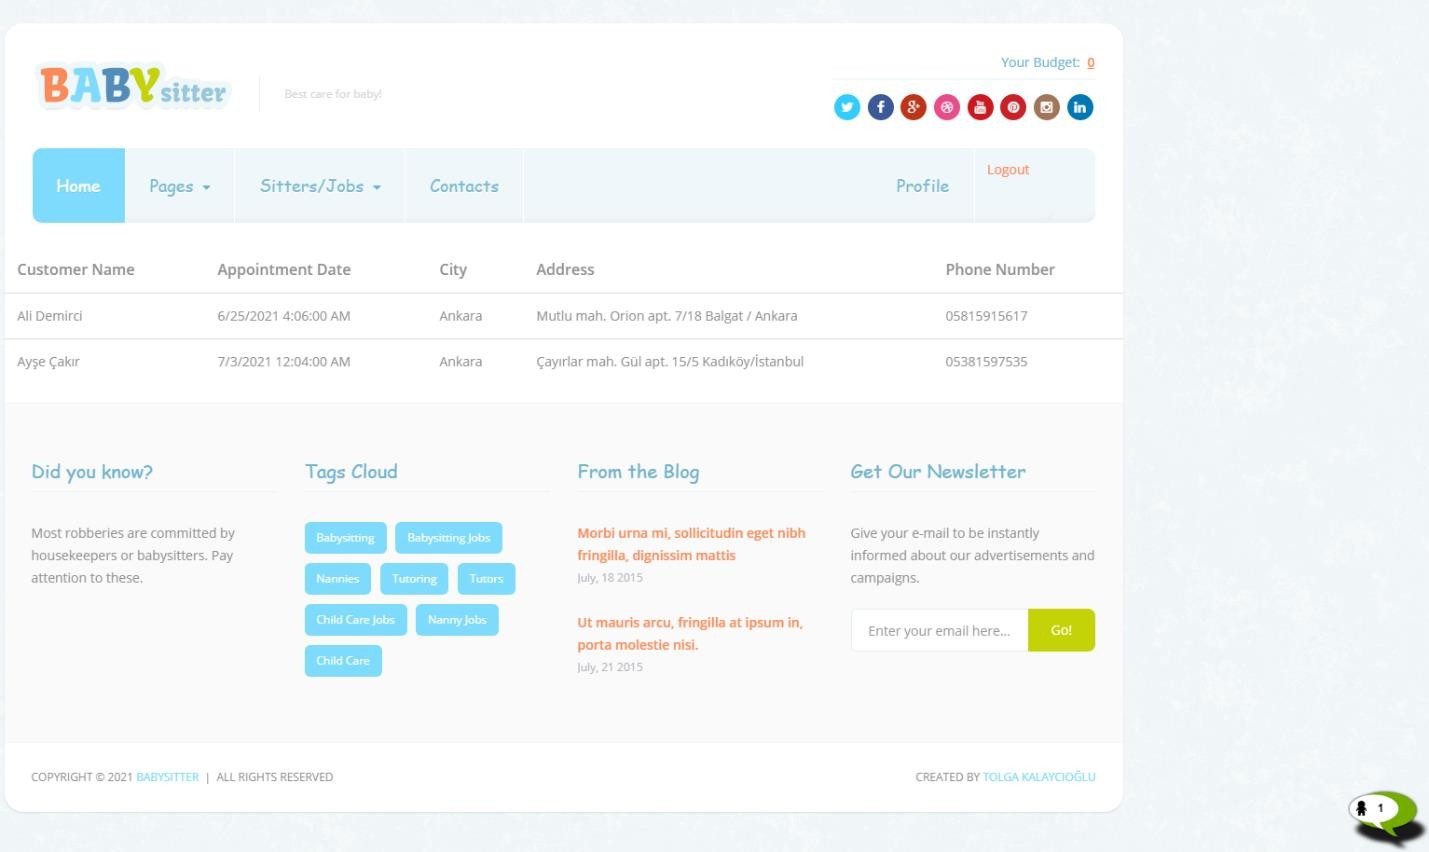 BABYsitter
Best care for baby!
Your Budget: 0
Home
Pages
Sitters/Jobs
Contacts
Profile
Logout
Customer Name Appointment Date City Address Phone Number
Ali Demirci 6/25/2021 4:06:00 AM Ankara Mutlu mah. Orion apt. 7/18 Balgat / Ankara 05815915617
Ayşe Çakır 7/3/2021 12:04:00 AM Ankara Çayırlar mah. Gül apt. 15/5 Kadıköy/İstanbul 05381597535
Did you know?
Most robberies are committed by
housekeepers or babysitters. Pay
attention to these.
Tags Cloud
Babysitting
Babysitting Jobs
Nannies
Tutoring
Tutors
Child Care Jobs
Nanny Jobs
Child Care
From the Blog
Morbi urna mi, sollicitudin eget nibh
fringilla, dignissim mattis
July, 18 2015
Ut mauris arcu, fringilla at ipsum in,
porta molestie nisi.
July, 21 2015
Get Our Newsletter
Give your e-mail to be instantly
informed about our advertisements and
campaigns.
Enter your email here...
Go!
COPYRIGHT © 2021 BABYSITTER | ALL RIGHTS RESERVED
CREATED BY TOLGA KALAYCIOĞLU
1